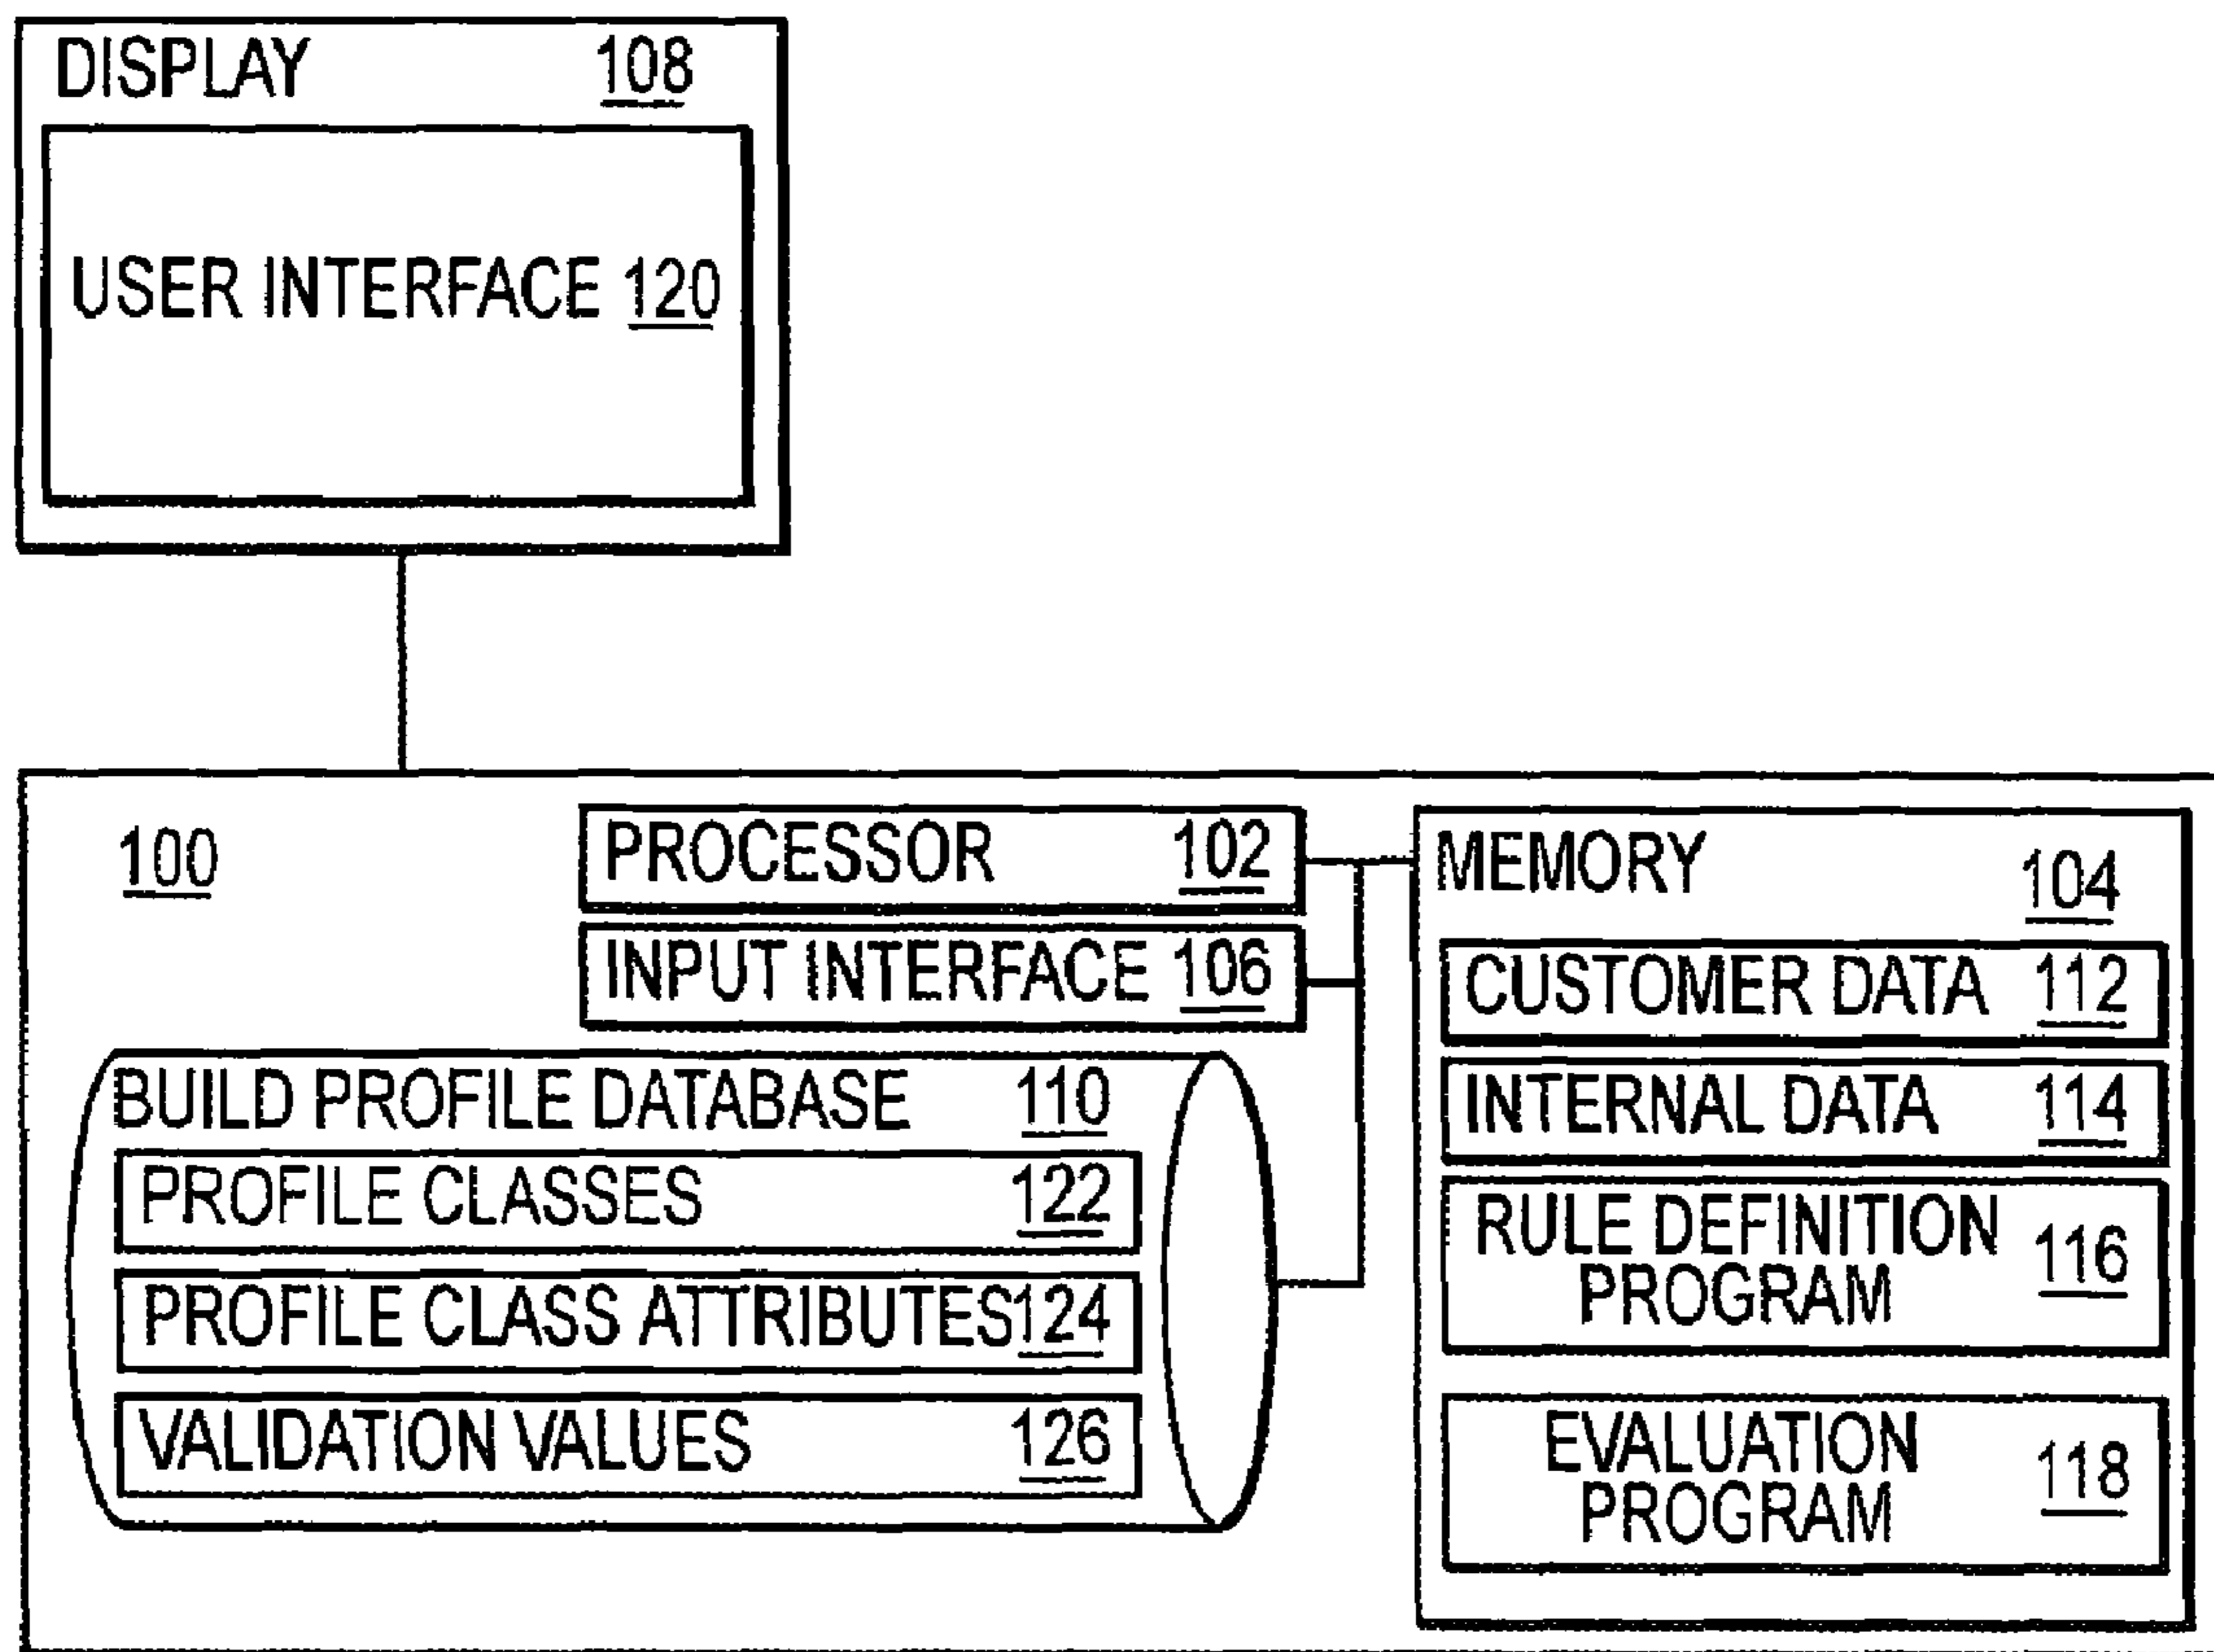 DISPLAY 108
USER INTERFACE 120
100
PROCESSOR 102
INPUT INTERFACE 106
BUILD PROFILE DATABASE 110
PROFILE CLASSES 122
PROFILE CLASS ATTRIBUTES 124
VALIDATION VALUES 126
MEMORY 104
CUSTOMER DATA 112
INTERNAL DATA 114
RULE DEFINITION
PROGRAM 116
EVALUATION
PROGRAM 118